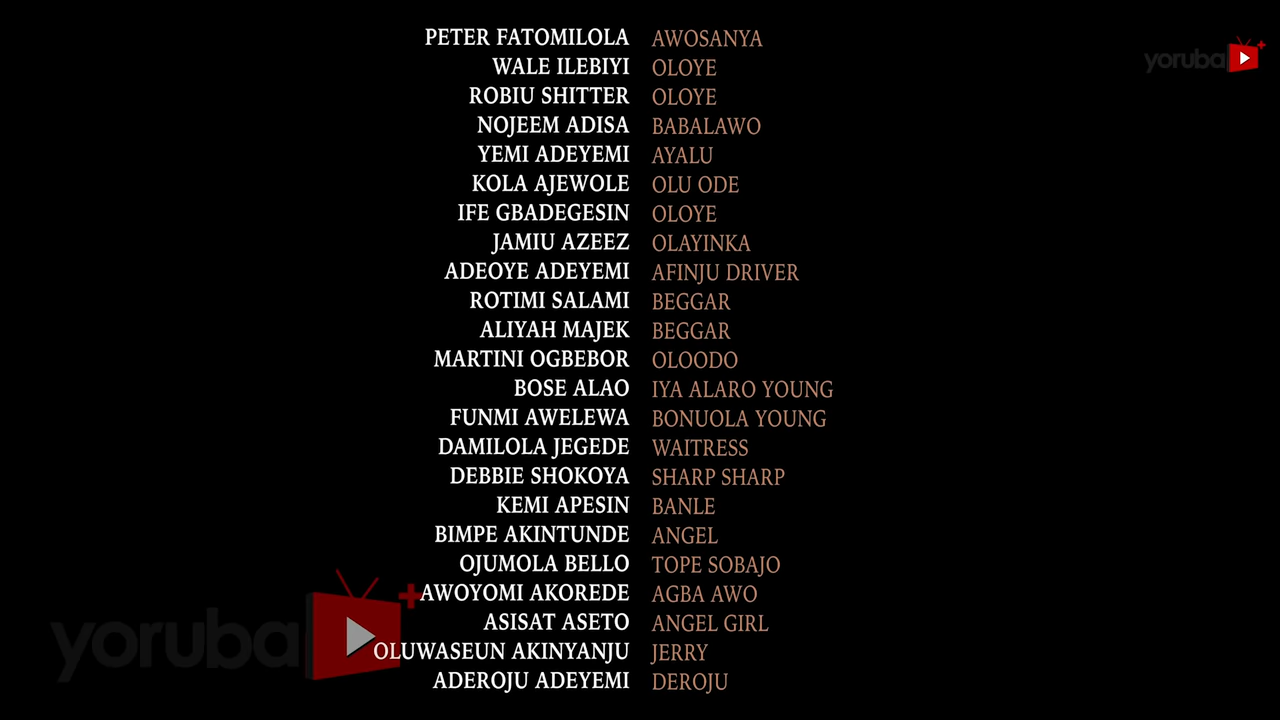 PETER FATOMILOLA AWOSANYA
yoruba+
WALE ILEBIYI OLOYE
ROBIU SHITTER OLOYE
NOJEEM ADISA BABALAWO
YEMI ADEYEMI AYALU
KOLA AJEWOLE OLU ODE
IFE GBADEGESIN OLOYE
JAMIU AZEEZ OLAYINKA
ADEOYE ADEYEMI AFINJU DRIVER
ROTIMI SALAMI BEGGAR
ALIYAH MAJEK BEGGAR
MARTINI OGBEBOR OLOODO
BOSE ALAO IYA ALARO YOUNG
FUNMI AWELEWA BONUOLA YOUNG
DAMILOLA JEGEDE WAITRESS
DEBBIE SHOKOYA SHARP SHARP
KEMI APESIN BANLE
BIMPE AKINTUNDE ANGEL
OJUMOLA BELLO TOPE SOBAJO
AWOYOMI AKOREDE AGBA AWO
ASISAT ASETO ANGEL GIRL
yoruba+
OLUWASEUN AKINYANJU JERRY
ADEROJU ADEYEMI DEROJU